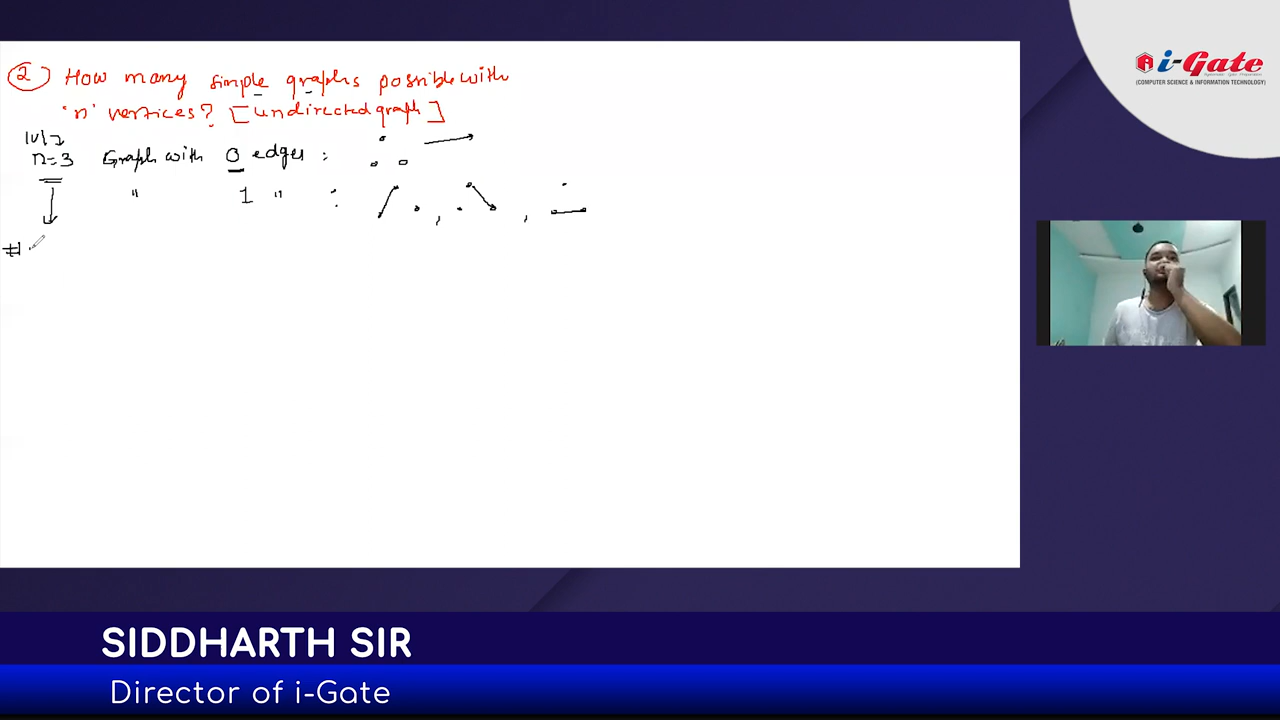 ② How many simple graphs possible with
'n' vertices? [undirected graph]
|V|=
n=3 Graph with 0 edges :
" 1 " :
#
i-Gate
(COMPUTER SCIENCE & INFORMATION TECHNOLOGY)
SIDDHARTH SIR
Director of i-Gate